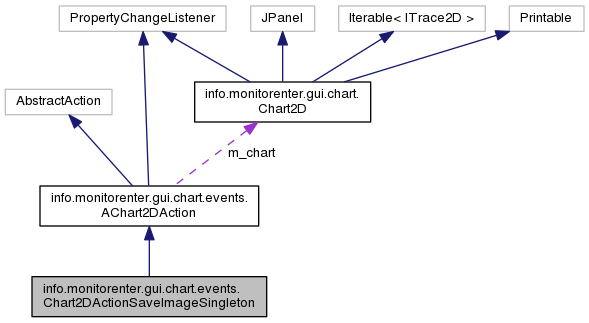 PropertyChangeListener
JPanel
Iterable< ITrace2D >
Printable
AbstractAction
info.monitorenter.gui.chart.
Chart2D
m_chart
info.monitorenter.gui.chart.events.
AChart2DAction
info.monitorenter.gui.chart.events.
Chart2DActionSaveImageSingleton